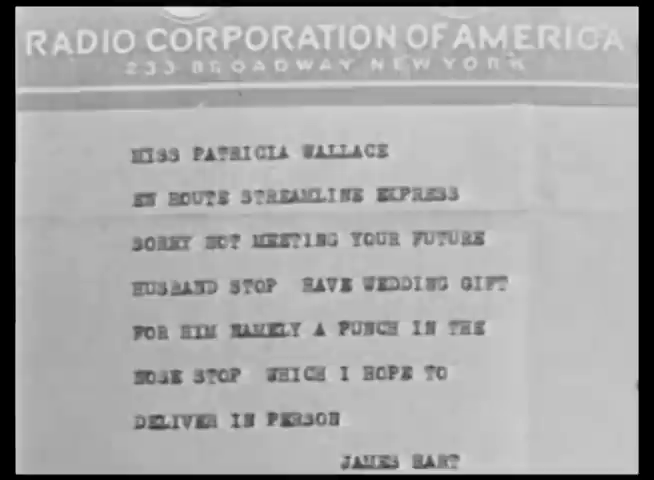 RADIO CORPORATION OF AMERICA
233 BROADWAY NEW YORK
MISS PATRICIA WALLACE
EN ROUTE STREAMLINE EXPRESS
SORRY NOT MEETING YOUR FUTURE
HUSBAND STOP HAVE WEDDING GIFT
FOR HIM NAMELY A PUNCH IN THE
NOSE STOP WHICH I HOPE TO
DELIVER IN PERSON
JAMES HART